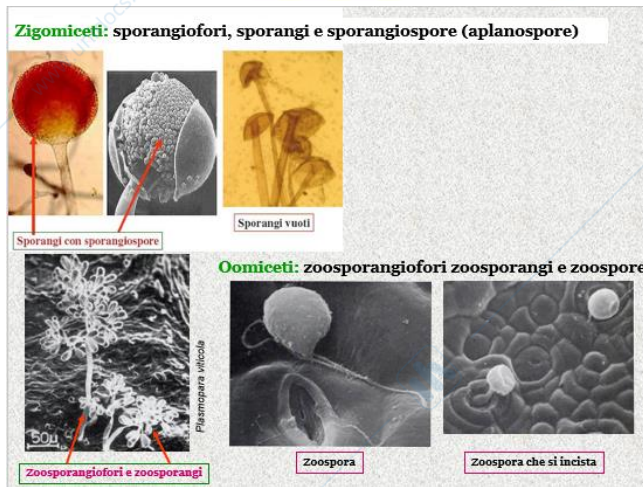 Zigomiceti: sporangiofori, sporangi e sporangiospore (aplanospore)
Sporangi con sporangiospore
Sporangi vuoti
Oomiceti: zoosporangiofori zoosporangi e zoospore
Plasmopara viticola
50μ
Zoosporangiofori e zoosporangi
Zoospora
Zoospora che si incista